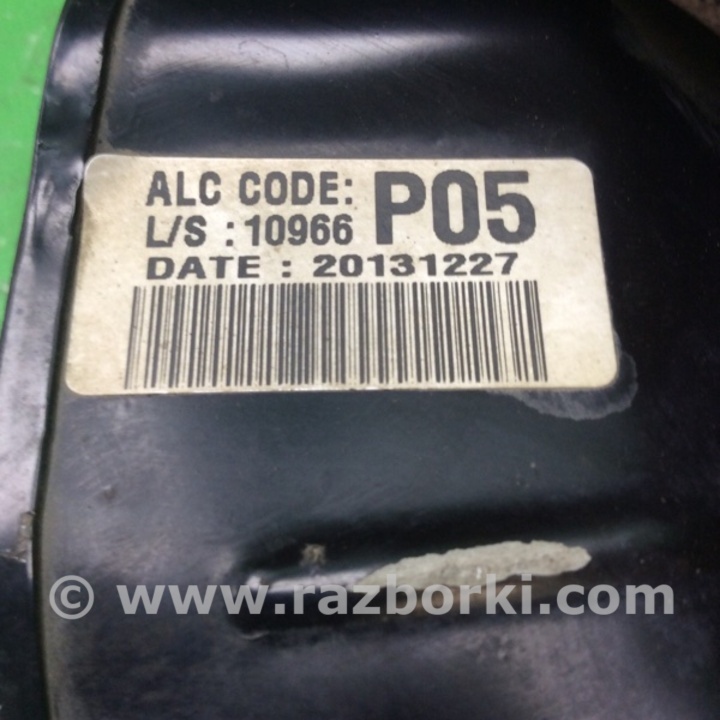 ALC CODE: P05
L/S : 10966
DATE : 20131227
© www.razborki.com